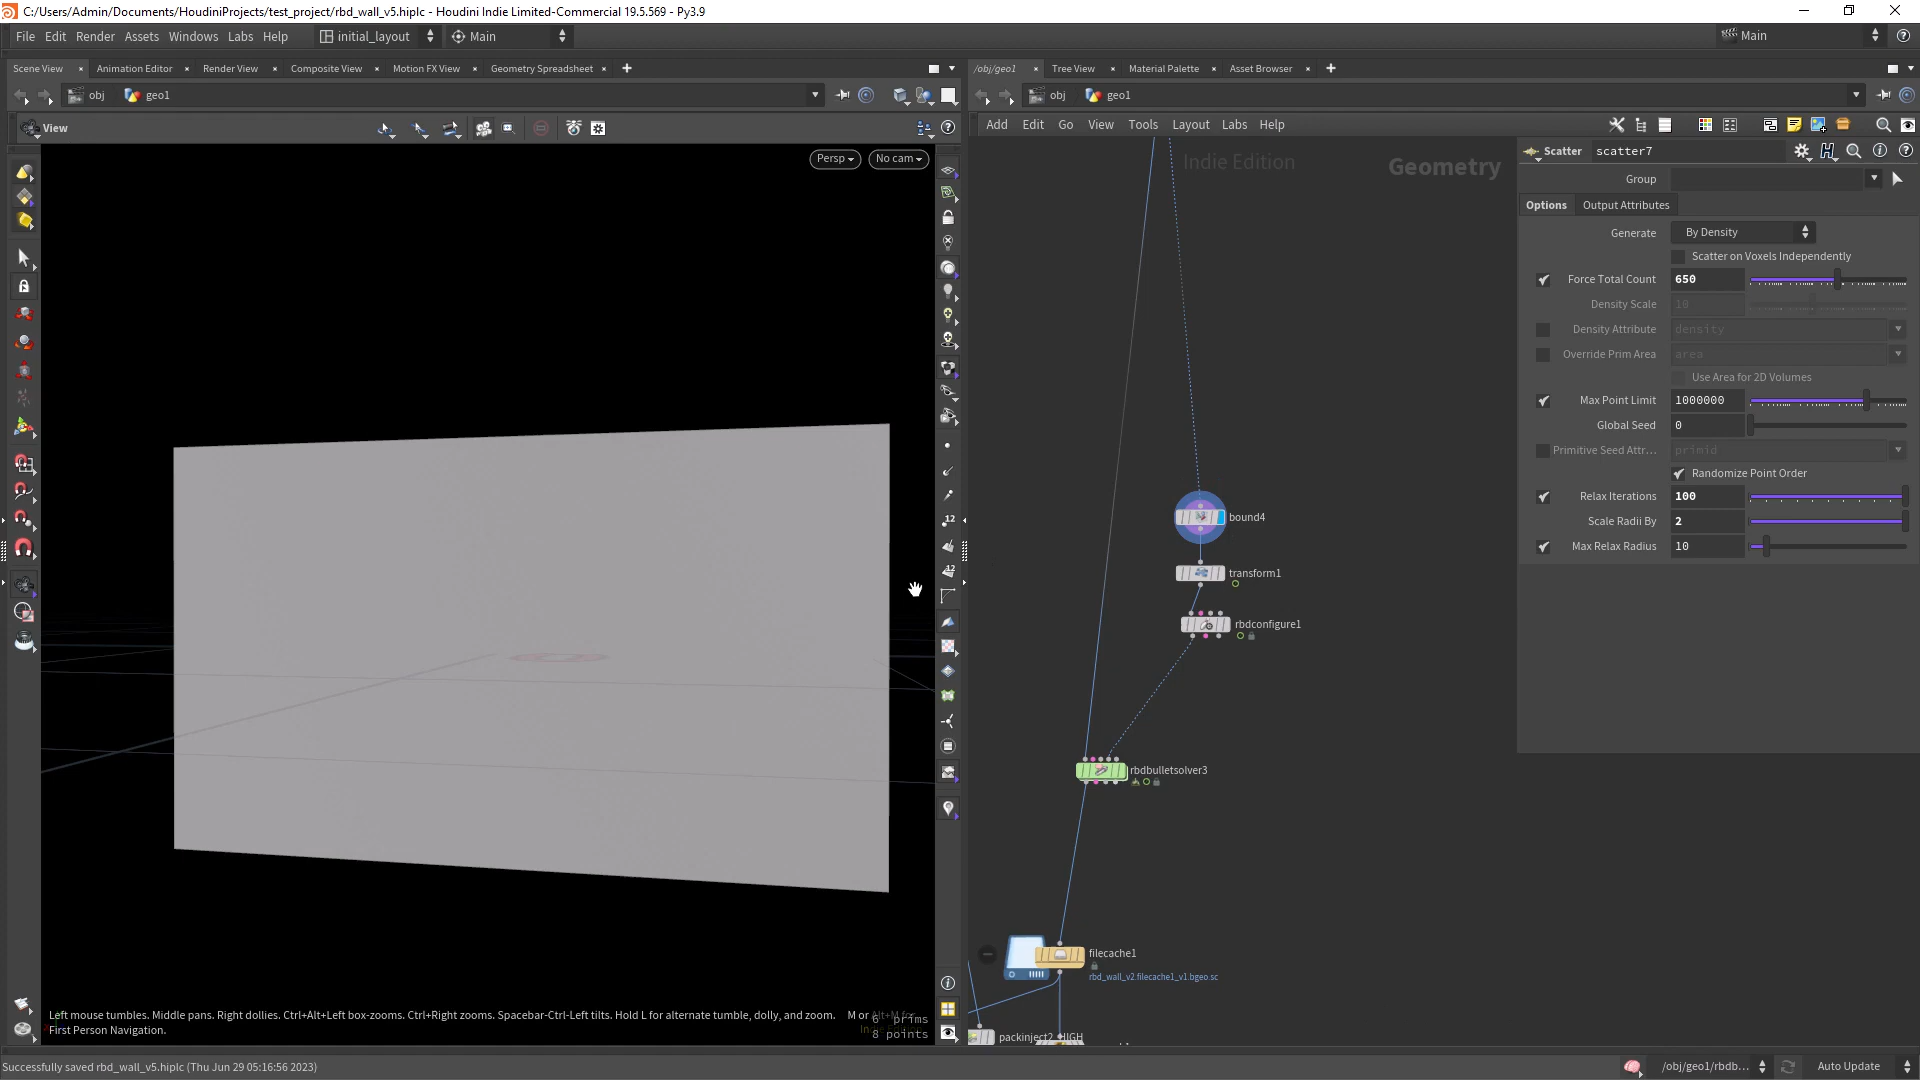 C:/Users/Admin/Documents/HoudiniProjects/test_project/rbd_wall_v5.hiplc - Houdini Indie Limited-Commercial 19.5.569 - Py3.9
File Edit Render Assets Windows Labs Help initial_layout Main Main
Scene View Animation Editor Render View Composite View Motion FX View Geometry Spreadsheet
/obj/geo1 Tree View Material Palette Asset Browser
obj geo1
obj geo1
View
Add Edit Go View Tools Layout Labs Help
Persp No cam
Indie Edition
Geometry
Scatter scatter7
Group
Options Output Attributes
Generate By Density
Scatter on Voxels Independently
Force Total Count 650
Density Scale 10
Density Attribute density
Override Prim Area area
Use Area for 2D Volumes
Max Point Limit 1000000
Global Seed 0
Primitive Seed Attr... primid
Randomize Point Order
Relax Iterations 100
Scale Radii By 2
Max Relax Radius 10
12
12
bound4
transform1
rbdconfigure1
rbdbulletsolver3
filecache1
rbd_wall_v2.filecache1_v1.bgeo.sc
packinject2_HIGH
Left mouse tumbles. Middle pans. Right dollies. Ctrl+Alt+Left box-zooms. Ctrl+Right zooms. Spacebar-Ctrl-Left tilts. Hold L for alternate tumble, dolly, and zoom. M or Alt+M for
First Person Navigation.
6 prims
8 points
Successfully saved rbd_wall_v5.hiplc (Thu Jun 29 05:16:56 2023)
/obj/geo1/rbdb... Auto Update